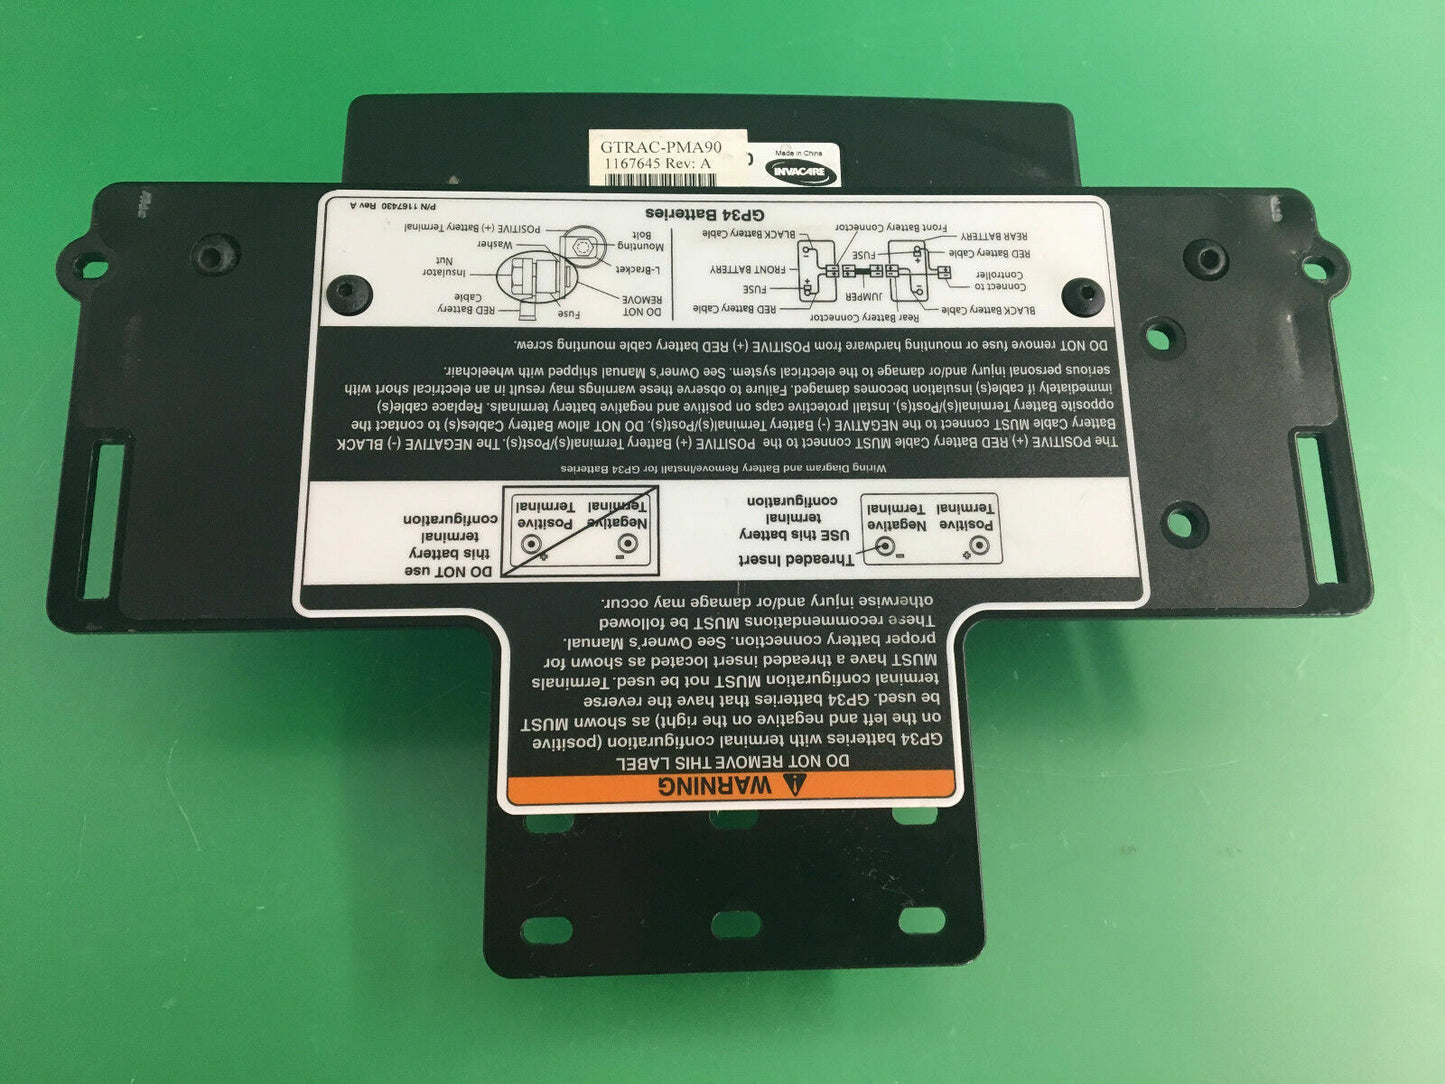 GTRAC-PMA90
1167645 Rev: A
Made in China
INVACARE
WARNING
DO NOT REMOVE THIS LABEL
GP34 batteries with terminal configuration (positive
on the left and negative on the right) as shown MUST
be used. GP34 batteries that have the reverse
terminal configuration MUST not be used. Terminals
MUST have a threaded insert located as shown for
proper battery connection. See Owner's Manual.
These recommendations MUST be followed
otherwise injury and/or damage may occur.
Threaded Insert
USE this battery
terminal
configuration
+
-
Positive
Terminal
Negative
Terminal
DO NOT use
this battery
terminal
configuration
-
+
Negative
Terminal
Positive
Terminal
Wiring Diagram and Battery Remove/Install for GP34 Batteries
The POSITIVE (+) RED Battery Cable MUST connect to the POSITIVE (+) Battery Terminal(s)/Post(s). The NEGATIVE (-) BLACK
Battery Cable MUST connect to the NEGATIVE (-) Battery Terminal(s)/Post(s). DO NOT allow Battery Cables(s) to contact the
opposite Battery Terminal(s)/Post(s). Install protective caps on positive and negative battery terminals. Replace cable(s)
immediately if cable(s) insulation becomes damaged. Failure to observe these warnings may result in an electrical short with
serious personal injury and/or damage to the electrical system. See Owner's Manual shipped with wheelchair.
DO NOT remove fuse or mounting hardware from POSITIVE (+) RED battery cable mounting screw.
BLACK Battery Cable
Rear Battery Connector
RED Battery Cable
JUMPER
FUSE
Connect to
Controller
FRONT BATTERY
RED Battery Cable
FUSE
REAR BATTERY
Front Battery Connector
BLACK Battery Cable
GP34 Batteries
DO NOT
REMOVE
Fuse
RED Battery
Cable
L-Bracket
Insulator
Nut
Mounting
Bolt
Washer
POSITIVE (+) Battery Terminal
P/N 1167430 Rev A